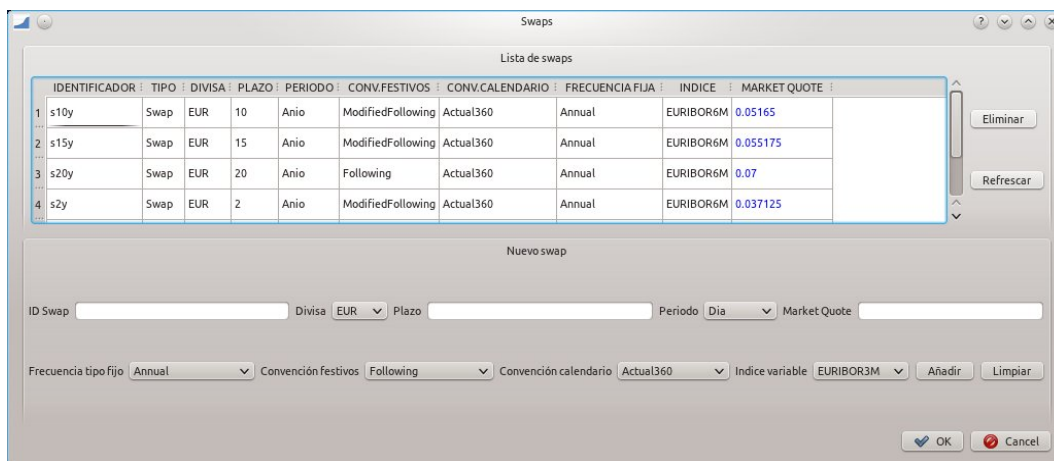 Swaps
Lista de swaps
IDENTIFICADOR TIPO DIVISA PLAZO PERIODO CONV.FESTIVOS CONV.CALENDARIO FRECUENCIA FIJA INDICE MARKET QUOTE
1 s10y Swap EUR 10 Anio ModifiedFollowing Actual360 Annual EURIBOR6M 0.05165
2 s15y Swap EUR 15 Anio ModifiedFollowing Actual360 Annual EURIBOR6M 0.055175
3 s20y Swap EUR 20 Anio Following Actual360 Annual EURIBOR6M 0.07
4 s2y Swap EUR 2 Anio ModifiedFollowing Actual360 Annual EURIBOR6M 0.037125
Eliminar
Refrescar
Nuevo swap
ID Swap Divisa EUR Plazo Periodo Dia Market Quote
Frecuencia tipo fijo Annual Convención festivos Following Convención calendario Actual360 Indice variable EURIBOR3M Añadir Limpiar
OK Cancel